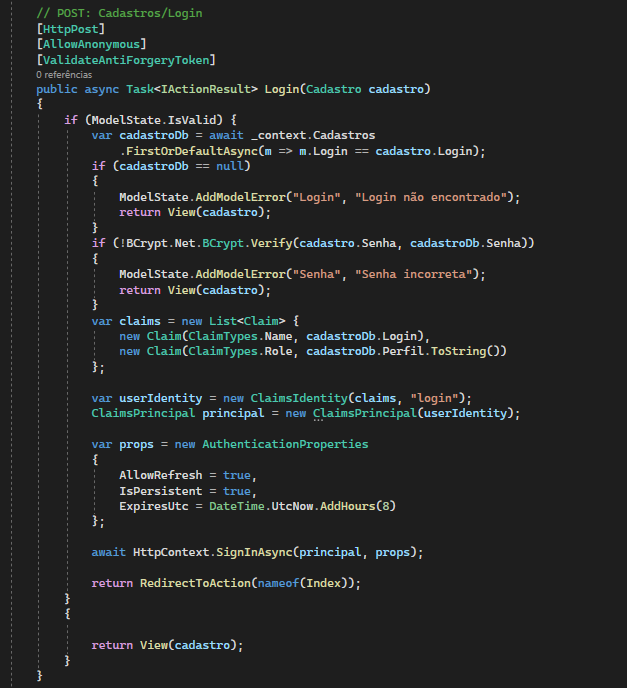 // POST: Cadastros/Login
[HttpPost]
[AllowAnonymous]
[ValidateAntiForgeryToken]
0 referências
public async Task<IActionResult> Login(Cadastro cadastro)
{
if (ModelState.IsValid) {
var cadastroDb = await _context.Cadastros
.FirstOrDefaultAsync(m => m.Login == cadastro.Login);
if (cadastroDb == null)
{
ModelState.AddModelError("Login", "Login não encontrado");
return View(cadastro);
}
if (!BCrypt.Net.BCrypt.Verify(cadastro.Senha, cadastroDb.Senha))
{
ModelState.AddModelError("Senha", "Senha incorreta");
return View(cadastro);
}
var claims = new List<Claim> {
new Claim(ClaimTypes.Name, cadastroDb.Login),
new Claim(ClaimTypes.Role, cadastroDb.Perfil.ToString())
};
var userIdentity = new ClaimsIdentity(claims, "login");
ClaimsPrincipal principal = new ClaimsPrincipal(userIdentity);
var props = new AuthenticationProperties
{
AllowRefresh = true,
IsPersistent = true,
ExpiresUtc = DateTime.UtcNow.AddHours(8)
};
await HttpContext.SignInAsync(principal, props);
return RedirectToAction(nameof(Index));
}
{
return View(cadastro);
}
}